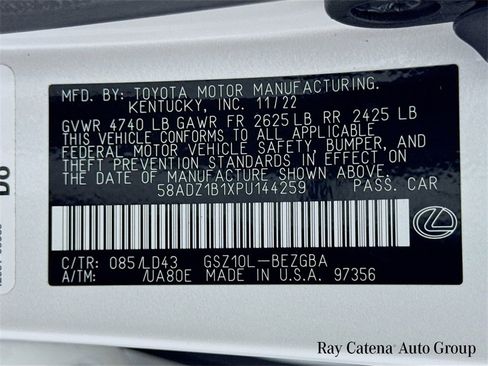 MFD. BY: TOYOTA MOTOR MANUFACTURING.
KENTUCKY, INC. 11/22
GVWR 4740 LB GAWR FR 2625 LB RR 2425 LB
THIS VEHICLE CONFORMS TO ALL APPLICABLE
FEDERAL MOTOR VEHICLE SAFETY, BUMPER, AND
THEFT PREVENTION STANDARDS IN EFFECT ON
THE DATE OF MANUFACTURE SHOWN ABOVE.
58ADZ1B1XPU144259 PASS. CAR
C/TR: 085/LD43 GSZ10L-BEZGBA
A/TM: /UA80E MADE IN U.S.A. 97356
Ray Catena Auto Group